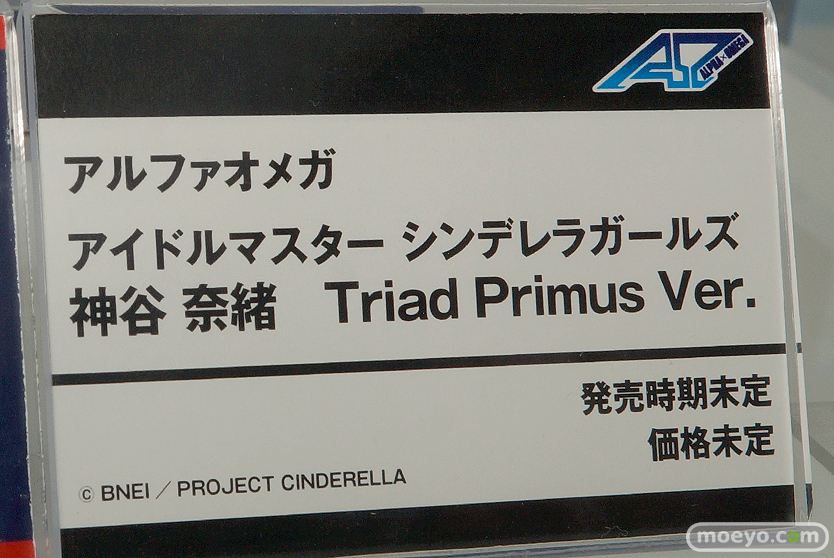 ALPHA×OMEGA
アルファオメガ
アイドルマスター シンデレラガールズ
神谷 奈緒　Triad Primus Ver.
発売時期未定
価格未定
© BNEI／PROJECT CINDERELLA
moeyo.com